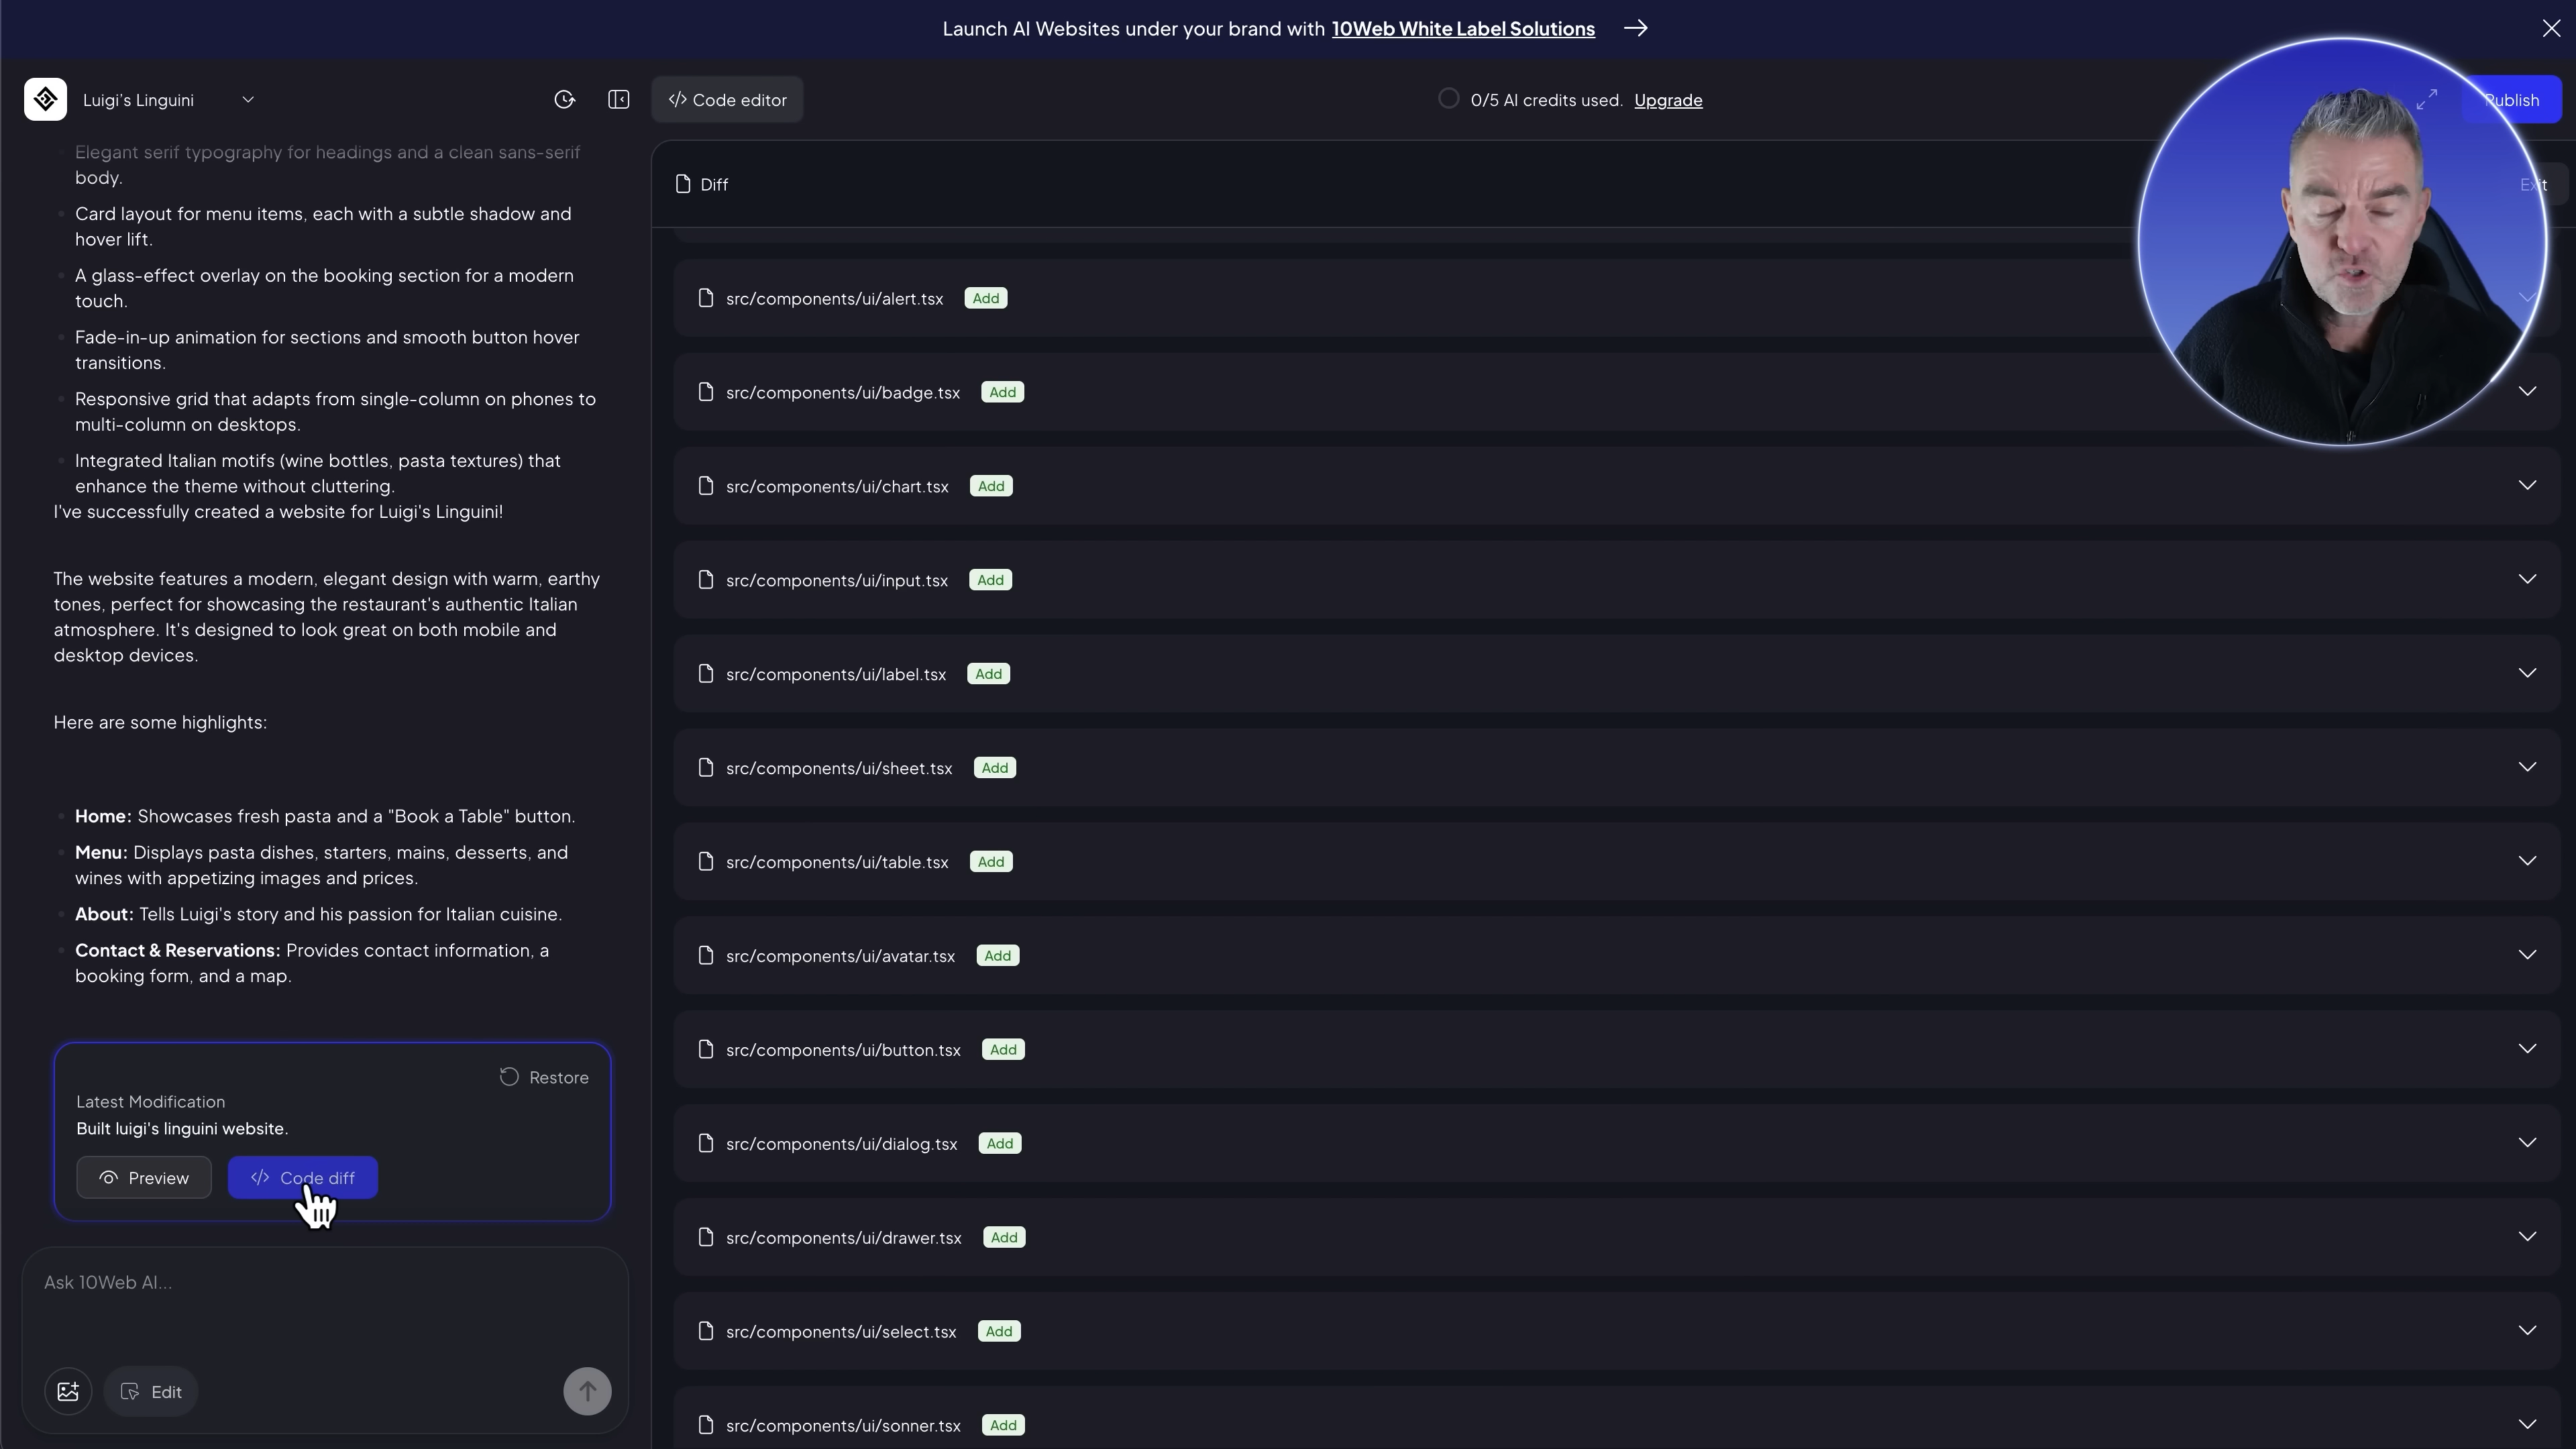 Launch AI Websites under your brand with 10Web White Label Solutions
Luigi's Linguini
Code editor
0/5 AI credits used. Upgrade
Publish
Elegant serif typography for headings and a clean sans-serif
body.
Card layout for menu items, each with a subtle shadow and
hover lift.
A glass-effect overlay on the booking section for a modern
touch.
Fade-in-up animation for sections and smooth button hover
transitions.
Responsive grid that adapts from single-column on phones to
multi-column on desktops.
Integrated Italian motifs (wine bottles, pasta textures) that
enhance the theme without cluttering.
I've successfully created a website for Luigi's Linguini!
The website features a modern, elegant design with warm, earthy
tones, perfect for showcasing the restaurant's authentic Italian
atmosphere. It's designed to look great on both mobile and
desktop devices.
Here are some highlights:
Home: Showcases fresh pasta and a "Book a Table" button.
Menu: Displays pasta dishes, starters, mains, desserts, and
wines with appetizing images and prices.
About: Tells Luigi's story and his passion for Italian cuisine.
Contact & Reservations: Provides contact information, a
booking form, and a map.
Restore
Latest Modification
Built luigi's linguini website.
Preview
Code diff
Ask 10Web AI...
Edit
Diff
Exit
src/components/ui/alert.tsx Add
src/components/ui/badge.tsx Add
src/components/ui/chart.tsx Add
src/components/ui/input.tsx Add
src/components/ui/label.tsx Add
src/components/ui/sheet.tsx Add
src/components/ui/table.tsx Add
src/components/ui/avatar.tsx Add
src/components/ui/button.tsx Add
src/components/ui/dialog.tsx Add
src/components/ui/drawer.tsx Add
src/components/ui/select.tsx Add
src/components/ui/sonner.tsx Add